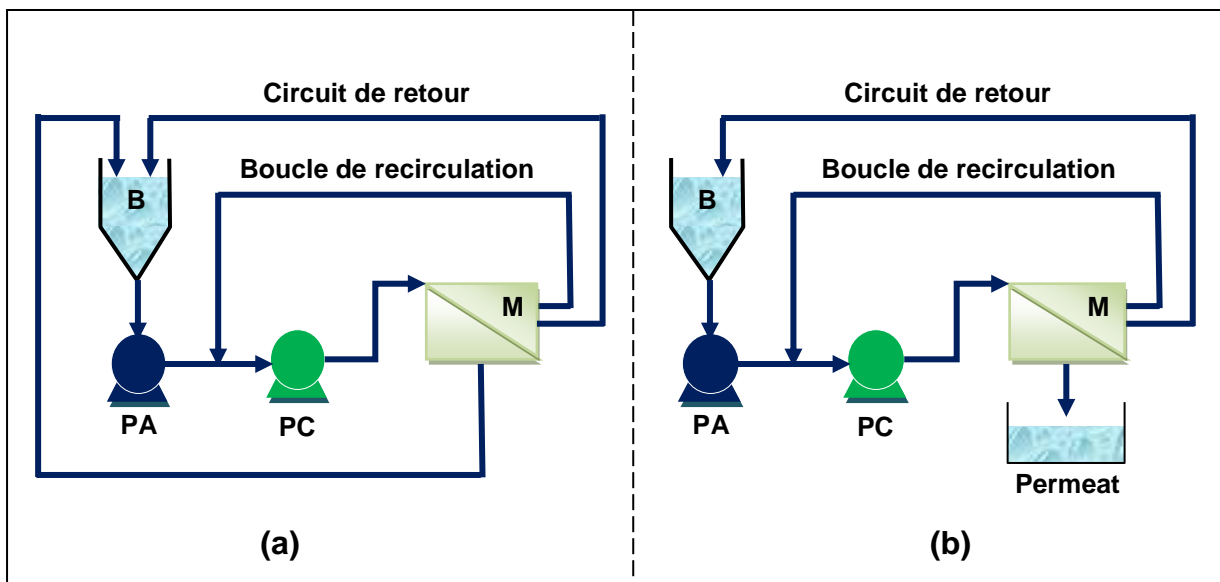 Circuit de retour
Boucle de recirculation
B
M
PA
PC
(a)
Circuit de retour
Boucle de recirculation
B
M
PA
PC
Permeat
(b)